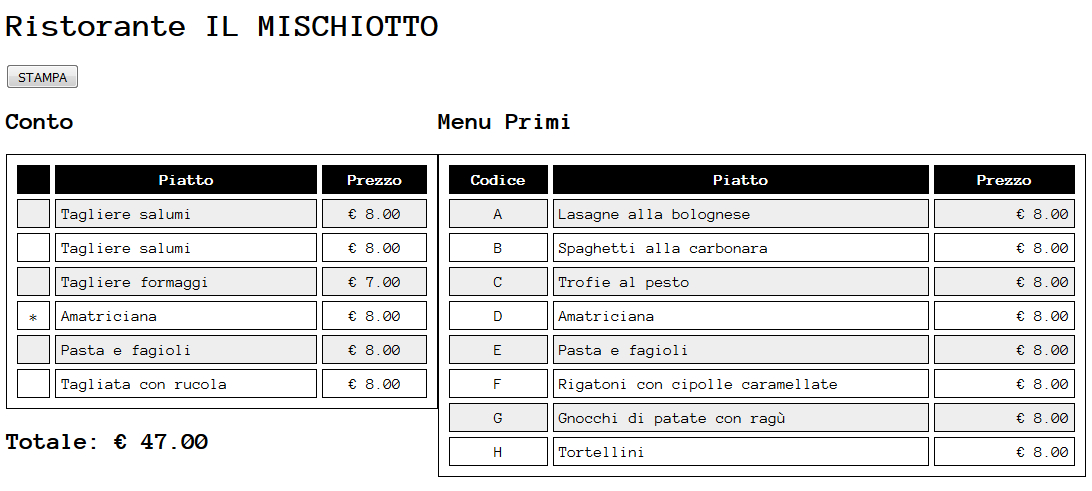 Ristorante IL MISCHIOTTO
STAMPA
Conto
Piatto Prezzo
Tagliere salumi € 8.00
Tagliere salumi € 8.00
Tagliere formaggi € 7.00
* Amatriciana € 8.00
Pasta e fagioli € 8.00
Tagliata con rucola € 8.00
Totale: € 47.00
Menu Primi
Codice Piatto Prezzo
A Lasagne alla bolognese € 8.00
B Spaghetti alla carbonara € 8.00
C Trofie al pesto € 8.00
D Amatriciana € 8.00
E Pasta e fagioli € 8.00
F Rigatoni con cipolle caramellate € 8.00
G Gnocchi di patate con ragù € 8.00
H Tortellini € 8.00